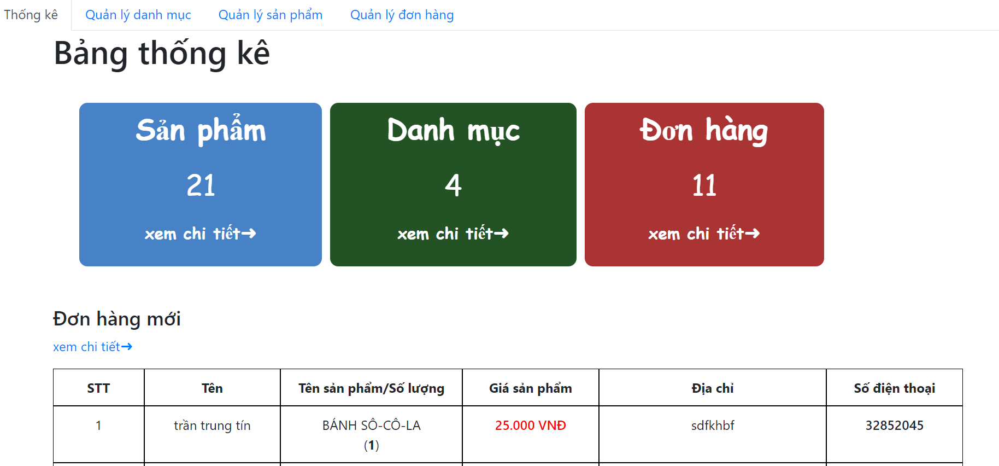 Thống kê Quản lý danh mục Quản lý sản phẩm Quản lý đơn hàng
Bảng thống kê
Sản phẩm
21
xem chi tiết➜
Danh mục
4
xem chi tiết➜
Đơn hàng
11
xem chi tiết➜
Đơn hàng mới
xem chi tiết➜
STT Tên Tên sản phẩm/Số lượng Giá sản phẩm Địa chỉ Số điện thoại
1 trần trung tín BÁNH SÔ-CÔ-LA 25.000 VNĐ sdfkhbf 32852045
(1)